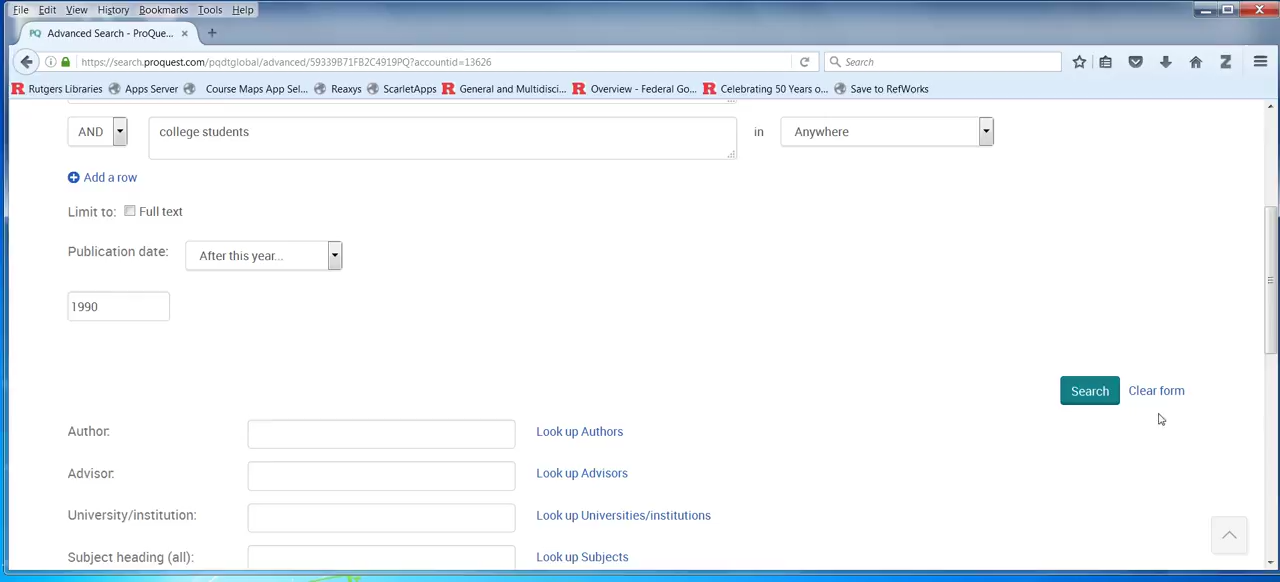 File Edit View History Bookmarks Tools Help
PQ Advanced Search - ProQue... × +
https://search.proquest.com/pqdtglobal/advanced/59339B71FB2C4919PQ?accountid=13626 Search
Rutgers Libraries Apps Server Course Maps App Sel... Reaxys ScarletApps General and Multidisci... Overview - Federal Go... Celebrating 50 Years o... Save to RefWorks
AND college students in Anywhere
Add a row
Limit to: Full text
Publication date: After this year...
1990
Search Clear form
Author: Look up Authors
Advisor: Look up Advisors
University/institution: Look up Universities/institutions
Subject heading (all): Look up Subjects